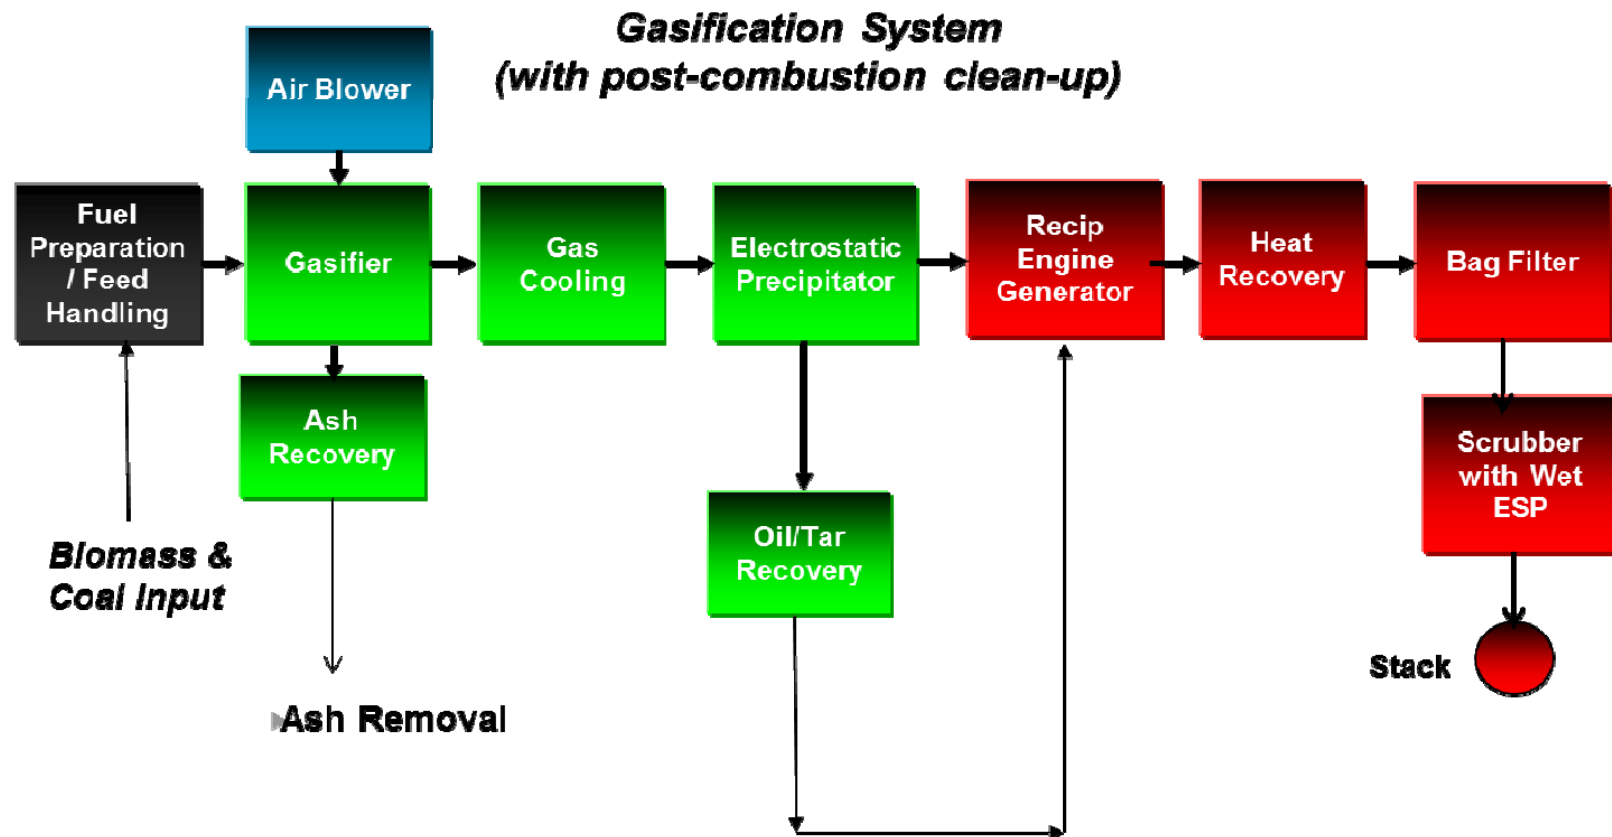 Gasification System
(with post-combustion clean-up)
Air Blower
Fuel
Preparation
/ Feed
Handling
Gasifier
Gas
Cooling
Electrostatic
Precipitator
Recip
Engine
Generator
Heat
Recovery
Bag Filter
Ash
Recovery
Scrubber
with Wet
ESP
Oil/Tar
Recovery
Biomass &
Coal Input
Stack
Ash Removal